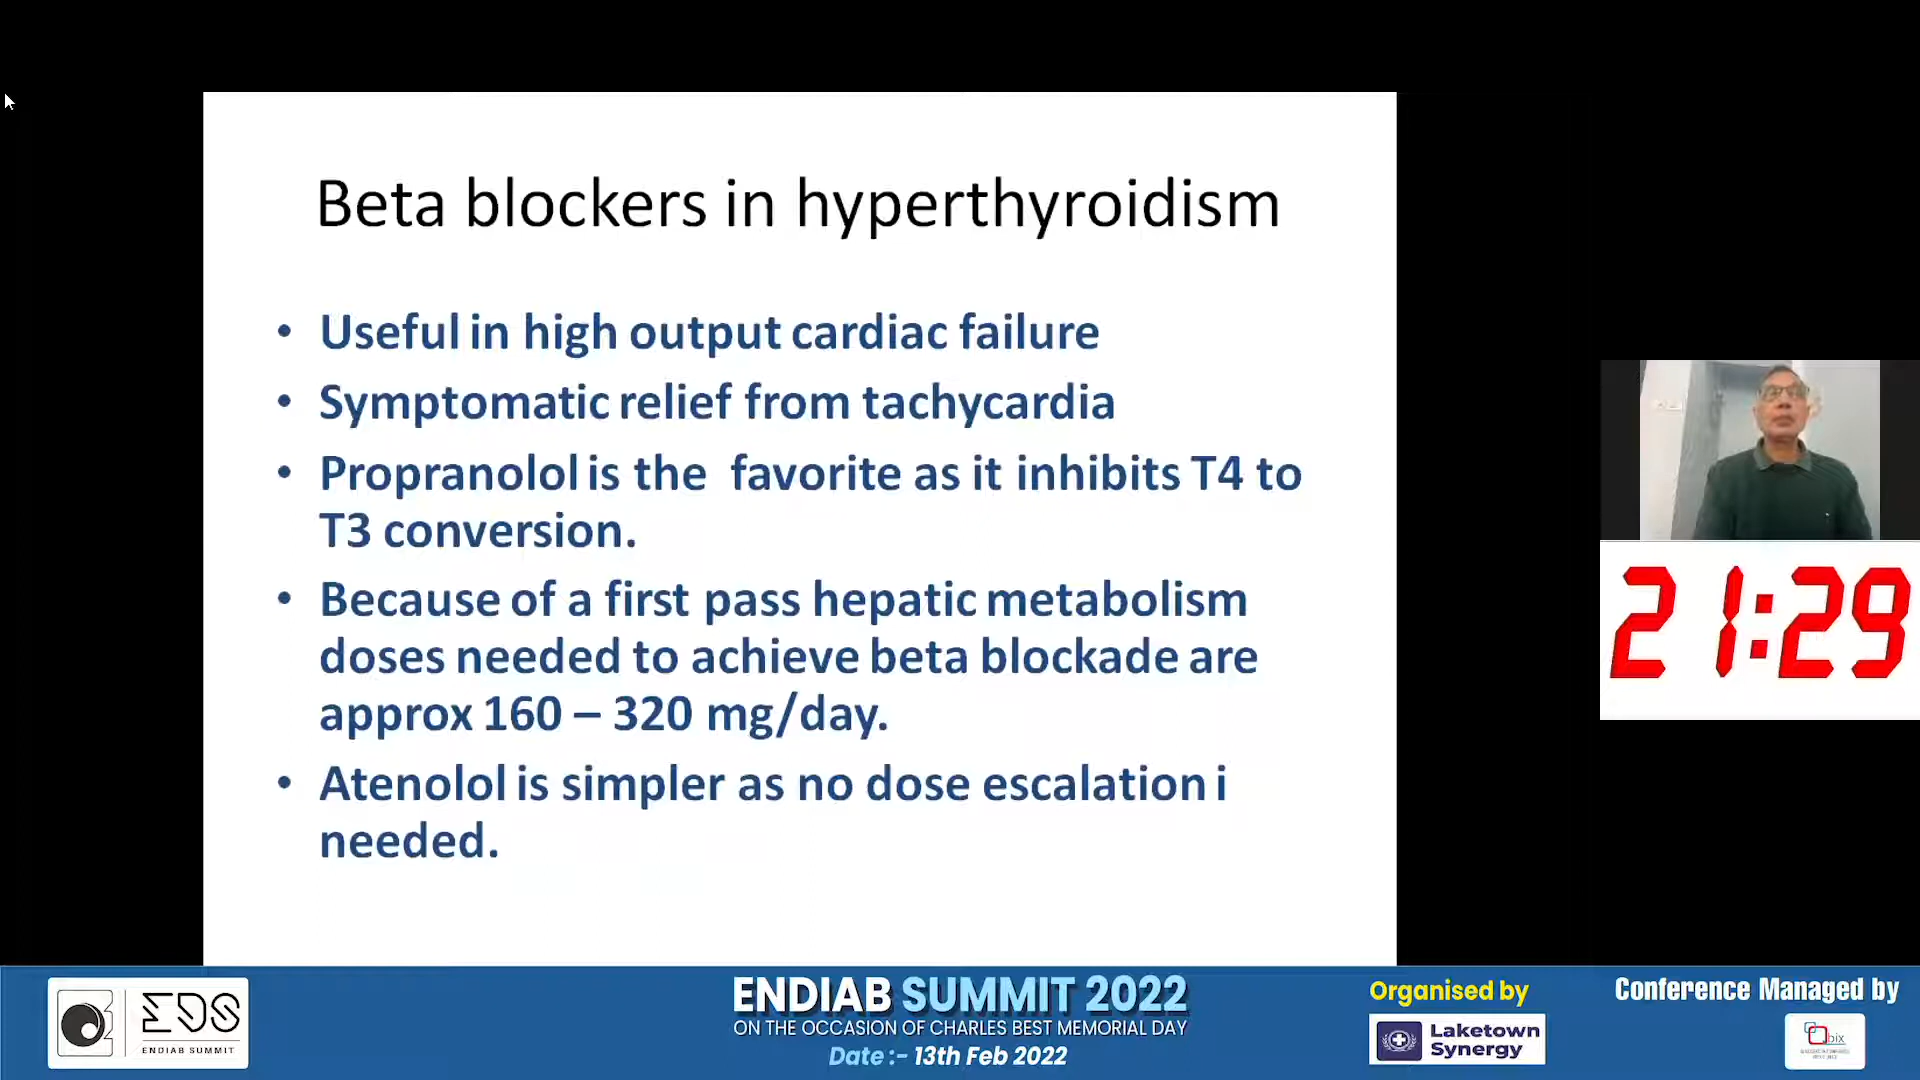 Beta blockers in hyperthyroidism
• Useful in high output cardiac failure
• Symptomatic relief from tachycardia
• Propranolol is the favorite as it inhibits T4 to
T3 conversion.
• Because of a first pass hepatic metabolism
doses needed to achieve beta blockade are
approx 160 – 320 mg/day.
• Atenolol is simpler as no dose escalation i
needed.
21:29
EDS
ENDIAB SUMMIT
ENDIAB SUMMIT 2022
ON THE OCCASION OF CHARLES BEST MEMORIAL DAY
Date :- 13th Feb 2022
Organised by
Laketown
Synergy
Conference Managed by
Qbix